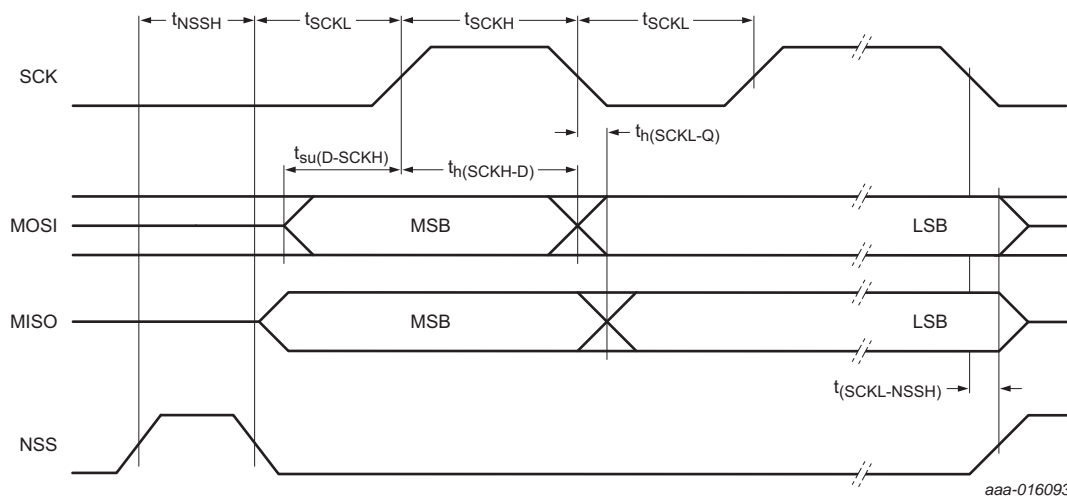 tNSSH tSCKL tSCKH tSCKL
SCK
th(SCKL-Q)
tsu(D-SCKH) th(SCKH-D)
MOSI MSB LSB
MISO MSB LSB
t(SCKL-NSSH)
NSS
aaa-016093